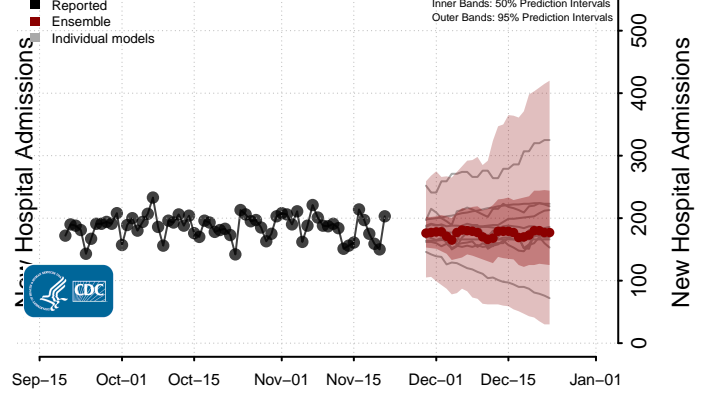 Reported
Ensemble
Individual models
Inner Bands: 50% Prediction Intervals
Outer Bands: 95% Prediction Intervals
New Hospital Admissions
New Hospital Admissions
500
400
300
200
100
0
CDC
Sep–15 Oct–01 Oct–15 Nov–01 Nov–15 Dec–01 Dec–15 Jan–01